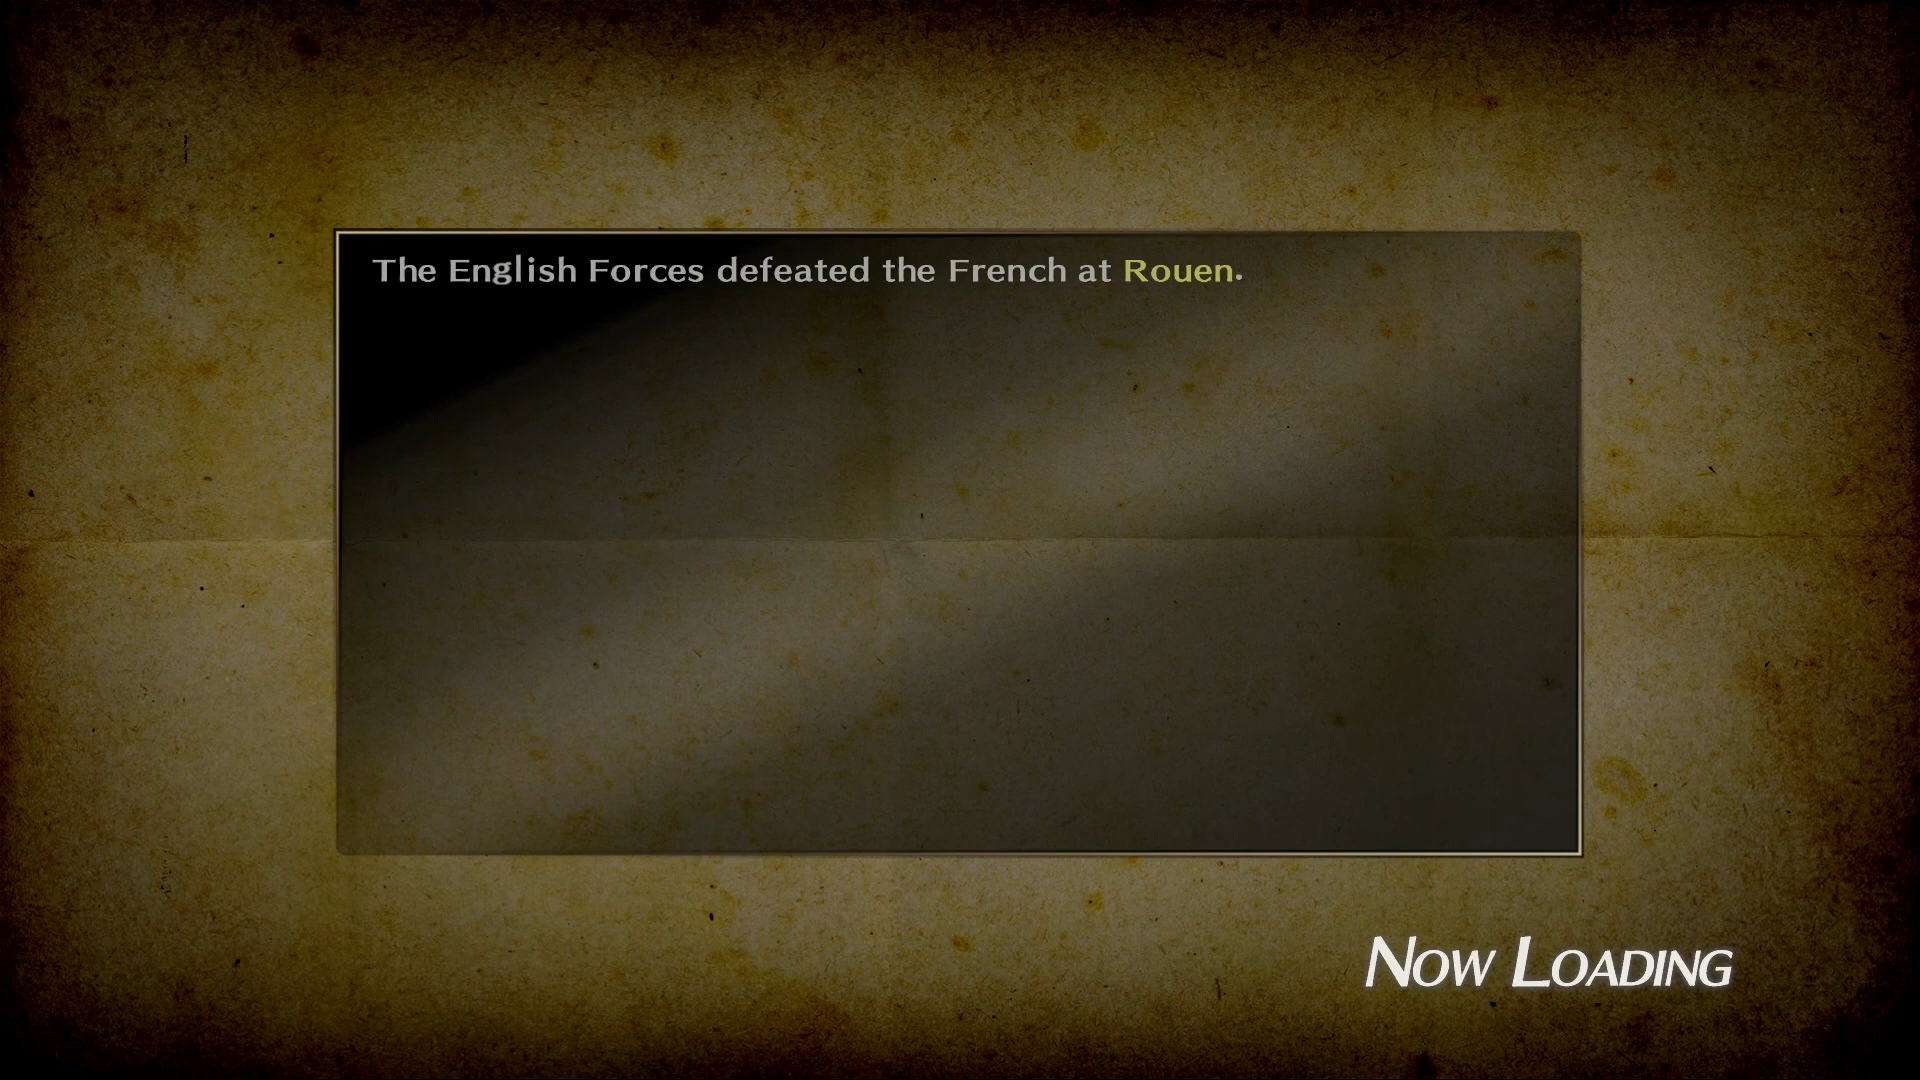 The English Forces defeated the French at Rouen.
NOW LOADING